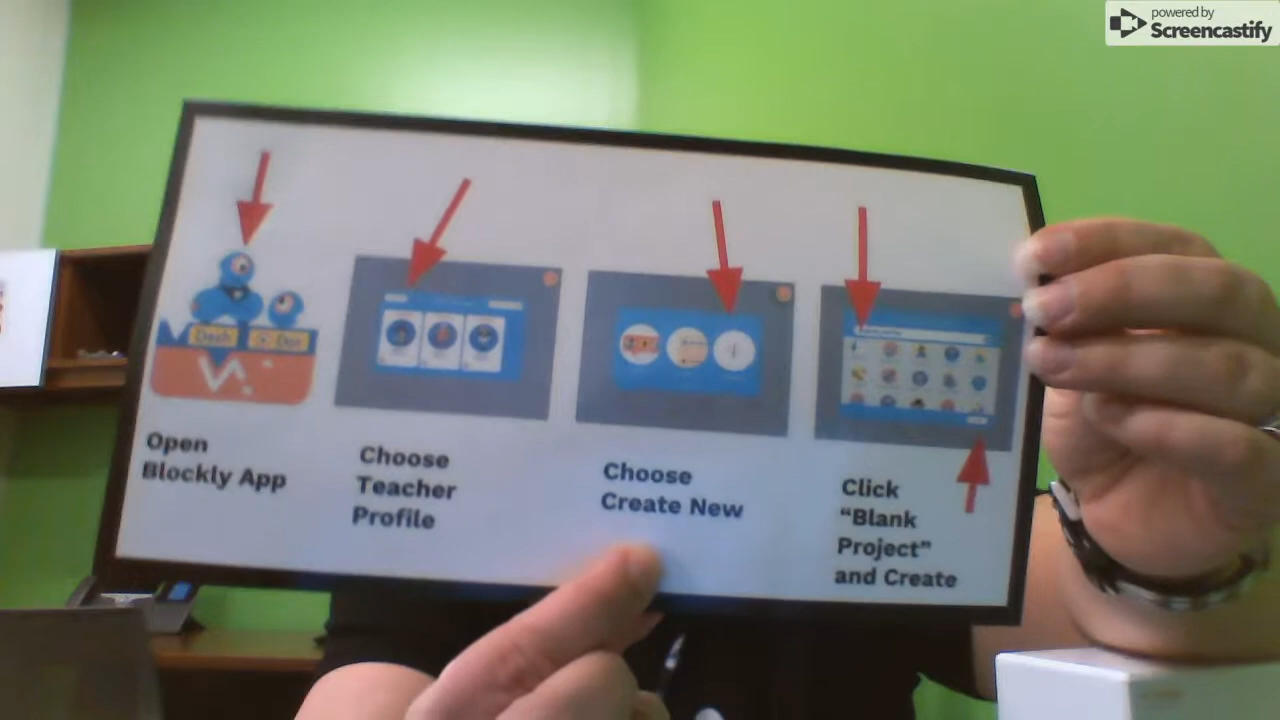 powered by
Screencastify
Dash
Dot
Open
Blockly App
Choose
Teacher
Profile
Choose
Create New
Click
"Blank
Project"
and Create